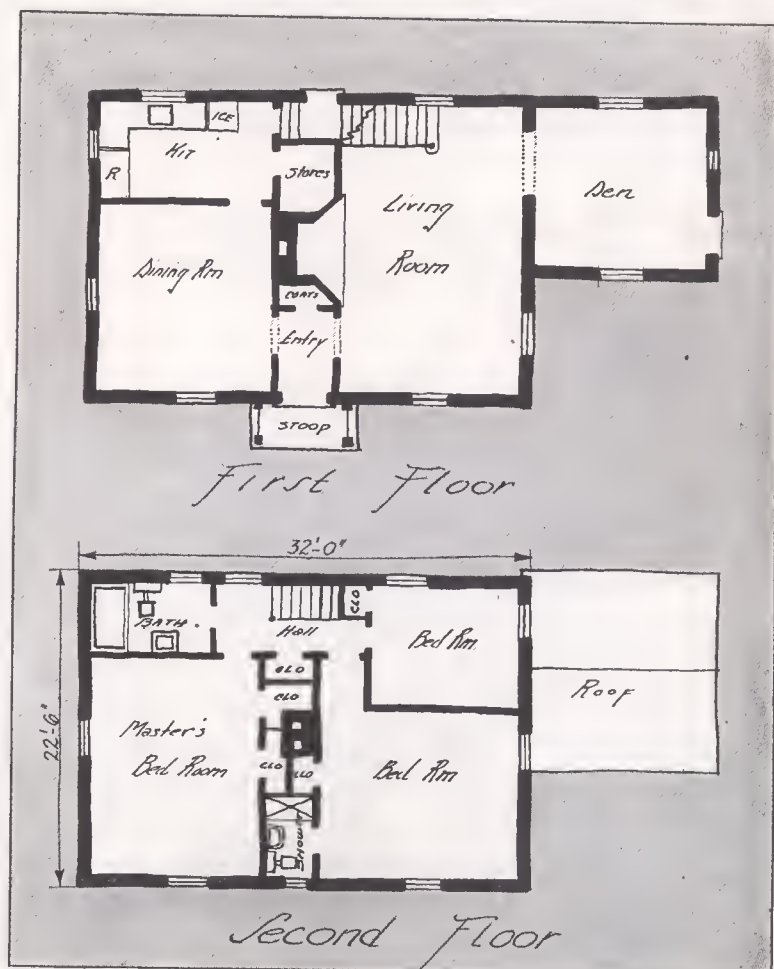 ICE
KIT
R
Stores
Living
Room
Den
Dining Rm
COATS
Entry
STOOP
First Floor
32'-0"
22'-6"
BATH.
Hall
CLO
Bed Rm.
CLO
CLO
Roof
Master's
Bed Room
CLO
CLO
Bed Rm
SHOWER
Second Floor